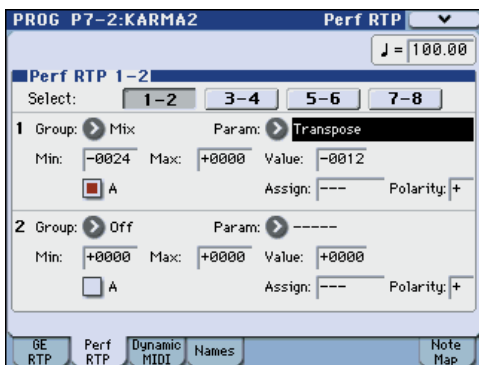 PROG P7-2:KARMA2 Perf RTP
♩= 100.00
Perf RTP 1-2
Select: 1-2 3-4 5-6 7-8
1 Group: Mix Param: Transpose
Min: -0024 Max: +0000 Value: -0012
A Assign: --- Polarity: +
2 Group: Off Param: -----
Min: +0000 Max: +0000 Value: +0000
A Assign: --- Polarity: +
GE RTP Perf RTP Dynamic MIDI Names Note Map